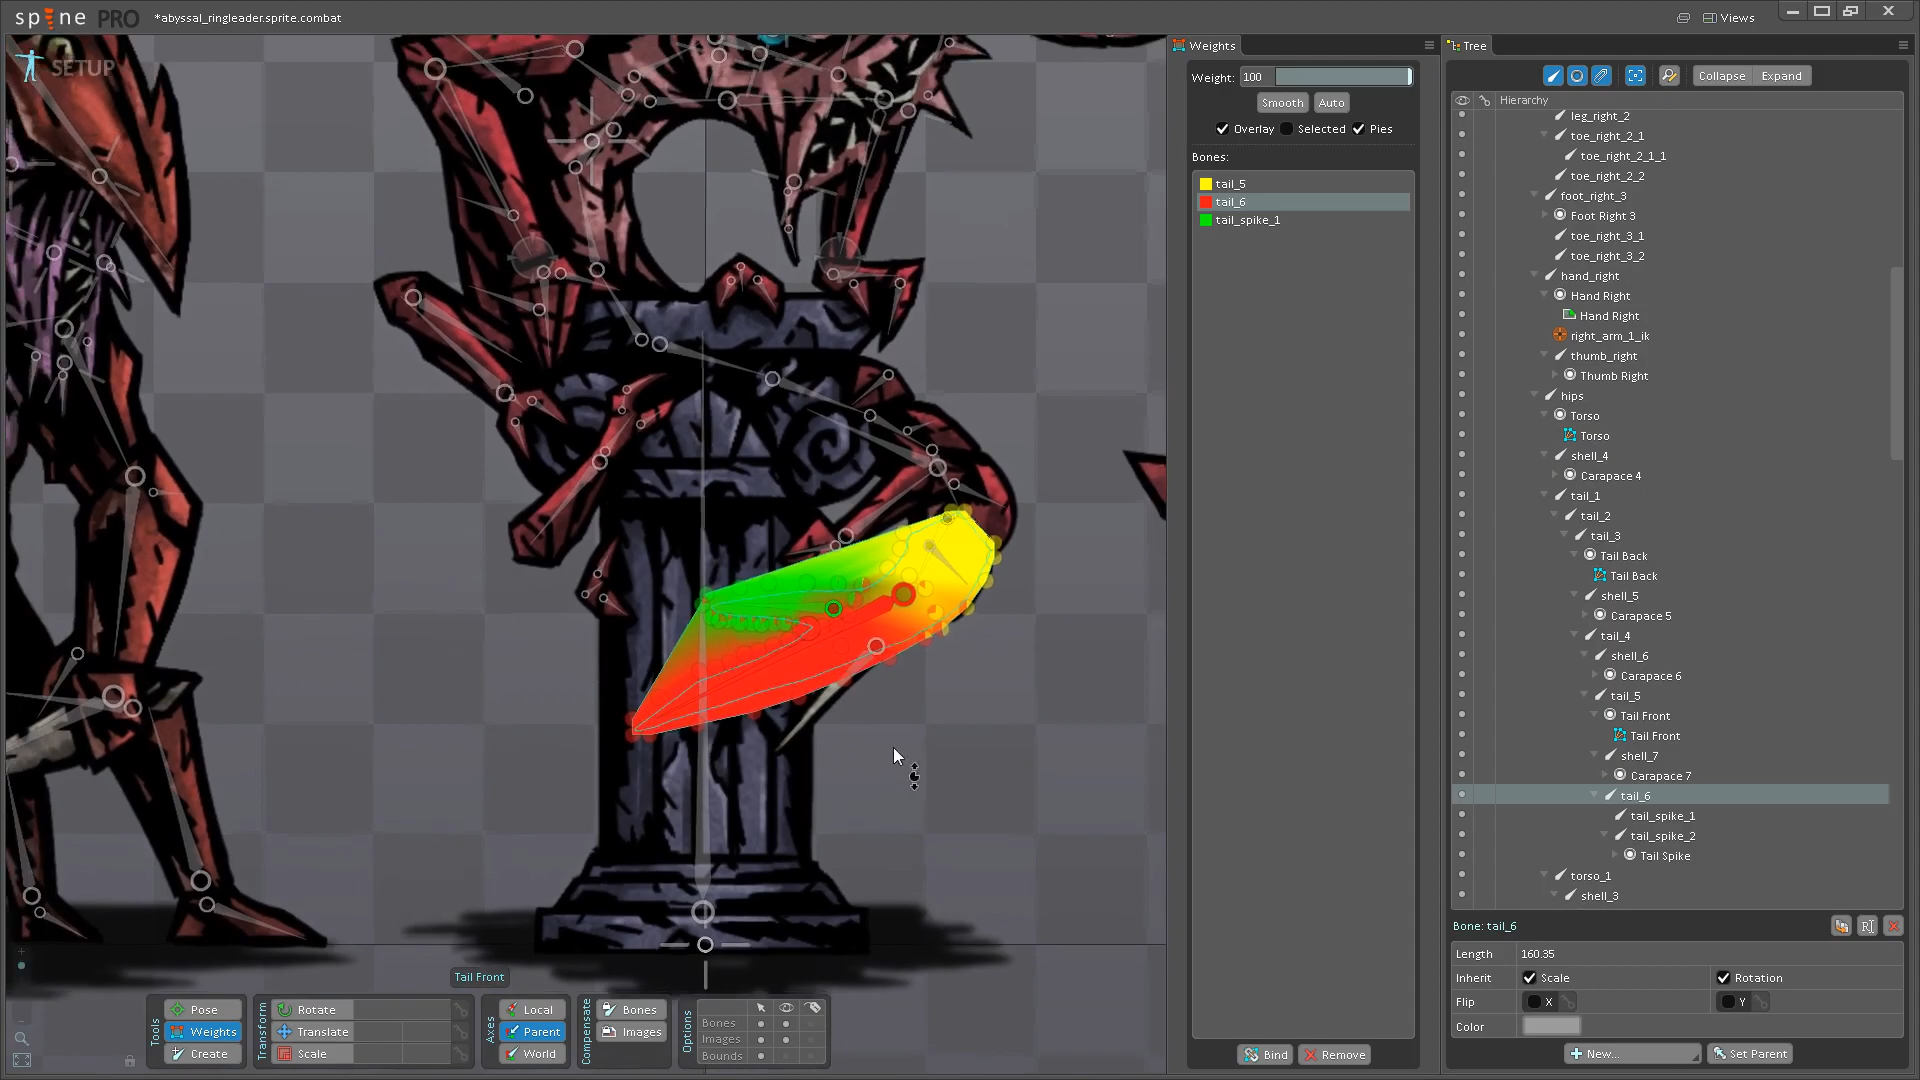 spine PRO
*abyssal_ringleader.sprite.combat
Views
SETUP
Weights
Weight:
100
Smooth
Auto
Overlay
Selected
Pies
Bones:
tail_5
tail_6
tail_spike_1
Bind
Remove
Tree
Collapse
Expand
Hierarchy
leg_right_2
toe_right_2_1
toe_right_2_1_1
toe_right_2_2
foot_right_3
Foot Right 3
toe_right_3_1
toe_right_3_2
hand_right
Hand Right
Hand Right
right_arm_1_ik
thumb_right
Thumb Right
hips
Torso
Torso
shell_4
Carapace 4
tail_1
tail_2
tail_3
Tail Back
Tail Back
shell_5
Carapace 5
tail_4
shell_6
Carapace 6
tail_5
Tail Front
Tail Front
shell_7
Carapace 7
tail_6
tail_spike_1
tail_spike_2
Tail Spike
torso_1
shell_3
Bone: tail_6
Length
160.35
Inherit
Scale
Rotation
Flip
X
Y
Color
New...
Set Parent
Tail Front
Tools
Pose
Weights
Create
Transform
Rotate
Translate
Scale
Axes
Local
Parent
World
Compensate
Bones
Images
Options
Bones
Images
Bounds